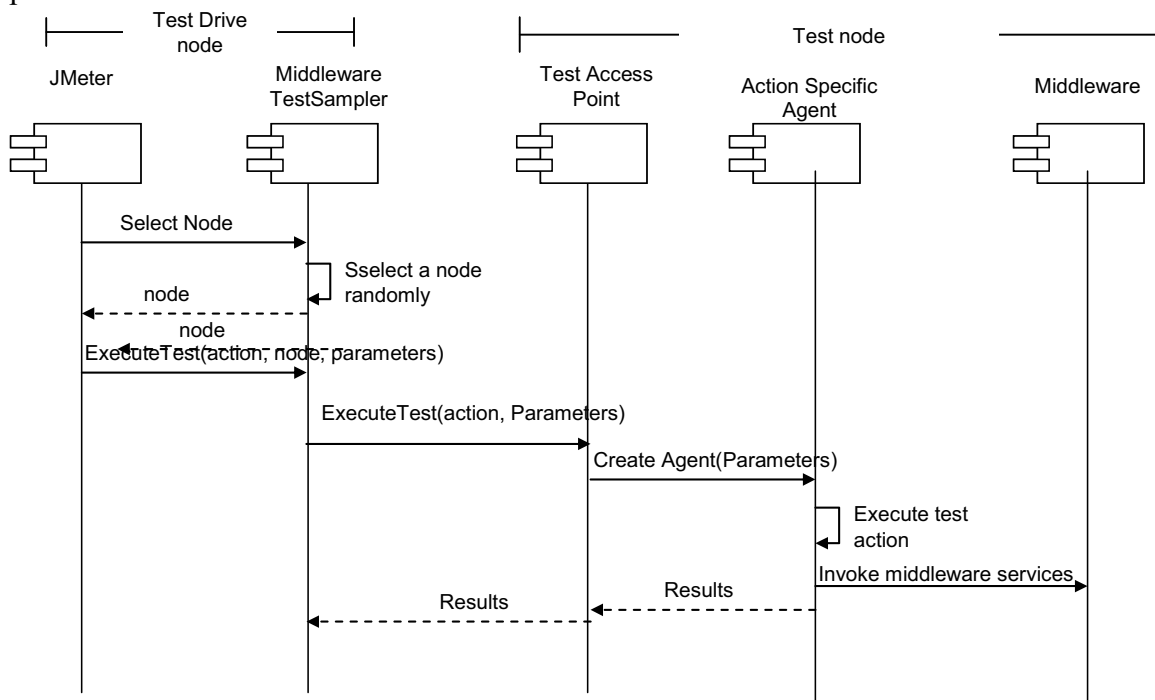 Test Drive
node
Test node
JMeter
Middleware
TestSampler
Test Access
Point
Action Specific
Agent
Middleware
Select Node
Sselect a node
randomly
node
node
ExecuteTest(action, node, parameters)
ExecuteTest(action, Parameters)
Create Agent(Parameters)
Execute test
action
Invoke middleware services
Results
Results